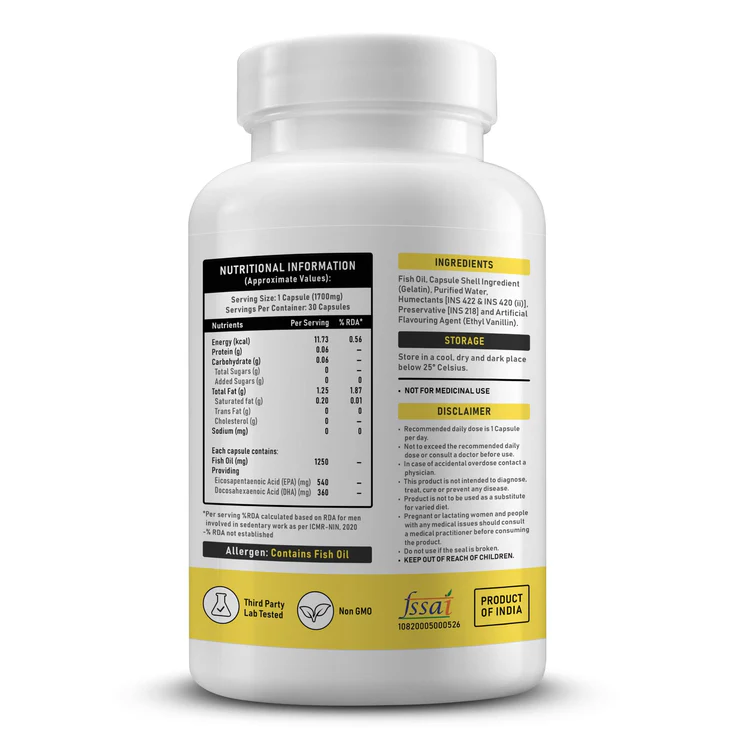 NUTRITIONAL INFORMATION
(Approximate Values):
Serving Size: 1 Capsule (1700mg)
Servings Per Container: 30 Capsules
Nutrients Per Serving % RDA*
Energy (kcal) 11.73 0.56
Protein (g) 0.06 –
Carbohydrate (g) 0.06 –
Total Sugars (g) 0 –
Added Sugars (g) 0 0
Total Fat (g) 1.25 1.87
Saturated fat (g) 0.20 0.01
Trans Fat (g) 0 0
Cholesterol (g) 0 –
Sodium (mg) 0 0
Each capsule contains:
Fish Oil (mg) 1250 –
Providing
Eicosapentaenoic Acid (EPA) (mg) 540 –
Docosahexaenoic Acid (DHA) (mg) 360 –
*Per serving %RDA calculated based on RDA for men
involved in sedentary work as per ICMR-NIN, 2020
-% RDA not established
Allergen: Contains Fish Oil
INGREDIENTS
Fish Oil, Capsule Shell Ingredient
(Gelatin), Purified Water,
Humectants [INS 422 & INS 420 (ii)],
Preservative [INS 218] and Artificial
Flavouring Agent (Ethyl Vanillin).
STORAGE
Store in a cool, dry and dark place
below 25° Celsius.
• NOT FOR MEDICINAL USE
DISCLAIMER
• Recommended daily dose is 1 Capsule
per day.
• Not to exceed the recommended daily
dose or consult a doctor before use.
• In case of accidental overdose contact a
physician.
• This product is not intended to diagnose,
treat, cure or prevent any disease.
• Product is not to be used as a substitute
for varied diet.
• Pregnant or lactating women and people
with any medical issues should consult
a medical practitioner before consuming
the product.
• Do not use if the seal is broken.
• KEEP OUT OF REACH OF CHILDREN.
Third Party
Lab Tested
Non GMO
fssai
10820005000526
PRODUCT
OF INDIA